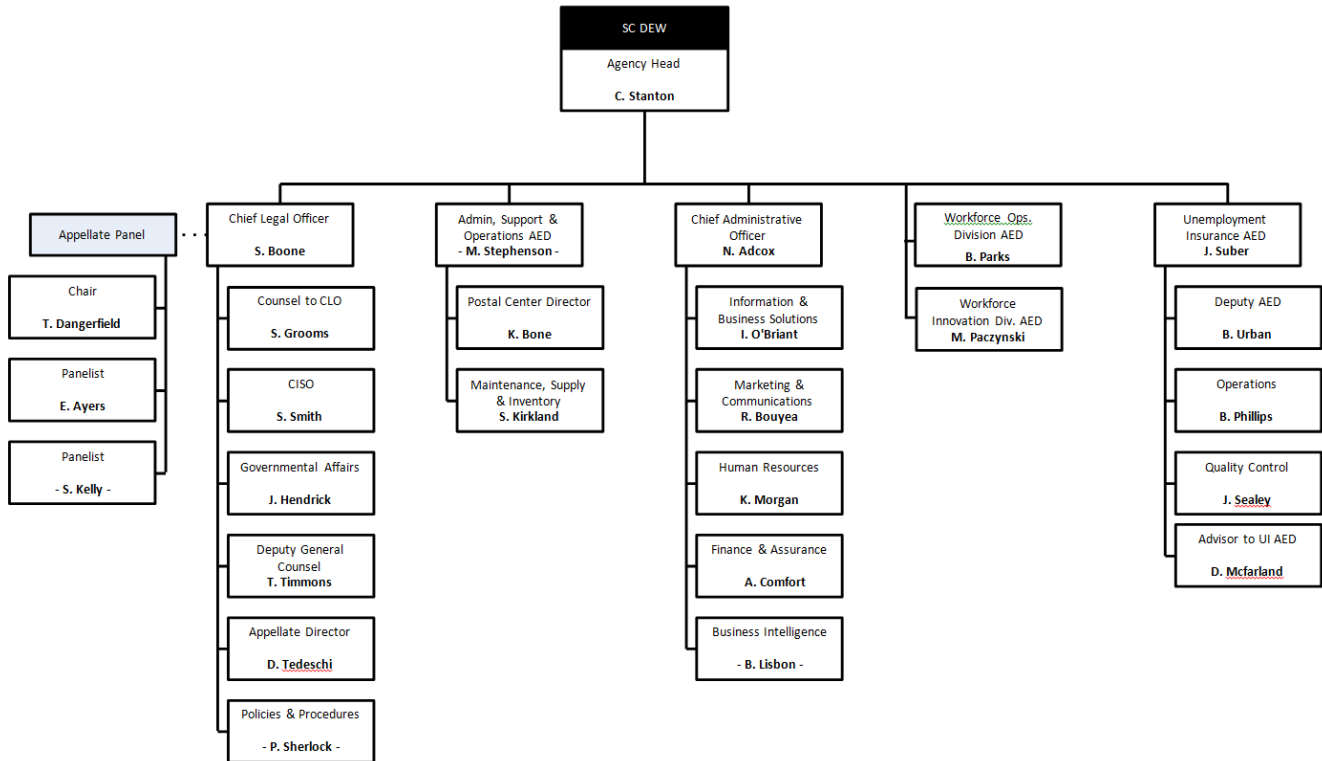 SC DEW
Agency Head
C. Stanton
Appellate Panel
Chair
T. Dangerfield
Panelist
E. Ayers
Panelist
- S. Kelly -
Chief Legal Officer
S. Boone
Counsel to CLO
S. Grooms
CISO
S. Smith
Governmental Affairs
J. Hendrick
Deputy General
Counsel
T. Timmons
Appellate Director
D. Tedeschi
Policies & Procedures
- P. Sherlock -
Admin, Support &
Operations AED
- M. Stephenson -
Postal Center Director
K. Bone
Maintenance, Supply
& Inventory
S. Kirkland
Chief Administrative
Officer
N. Adcox
Information &
Business Solutions
I. O'Briant
Marketing &
Communications
R. Bouyea
Human Resources
K. Morgan
Finance & Assurance
A. Comfort
Business Intelligence
- B. Lisbon -
Workforce Ops.
Division AED
B. Parks
Workforce
Innovation Div. AED
M. Paczynski
Unemployment
Insurance AED
J. Suber
Deputy AED
B. Urban
Operations
B. Phillips
Quality Control
J. Sealey
Advisor to UI AED
D. Mcfarland